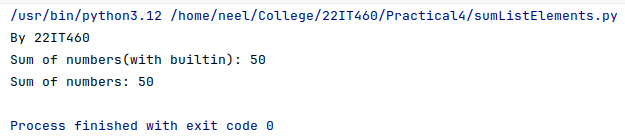 /usr/bin/python3.12 /home/neel/College/22IT460/Practical4/sumListElements.py
By 22IT460
Sum of numbers(with builtin): 50
Sum of numbers: 50
Process finished with exit code 0